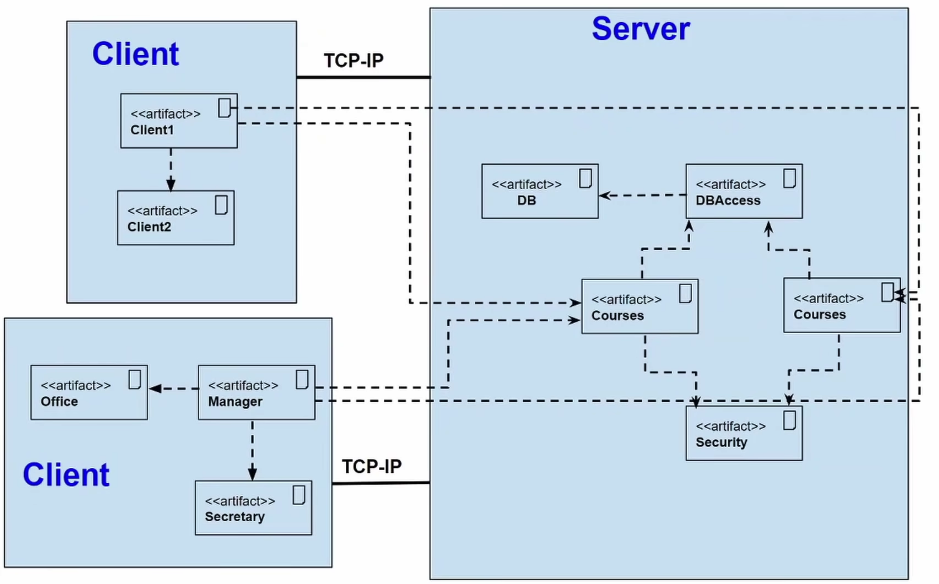 Client
<<artifact>>
Client1
<<artifact>>
Client2
TCP-IP
Server
<<artifact>>
DB
<<artifact>>
DBAccess
<<artifact>>
Courses
<<artifact>>
Courses
<<artifact>>
Security
<<artifact>>
Office
<<artifact>>
Manager
Client
<<artifact>>
Secretary
TCP-IP